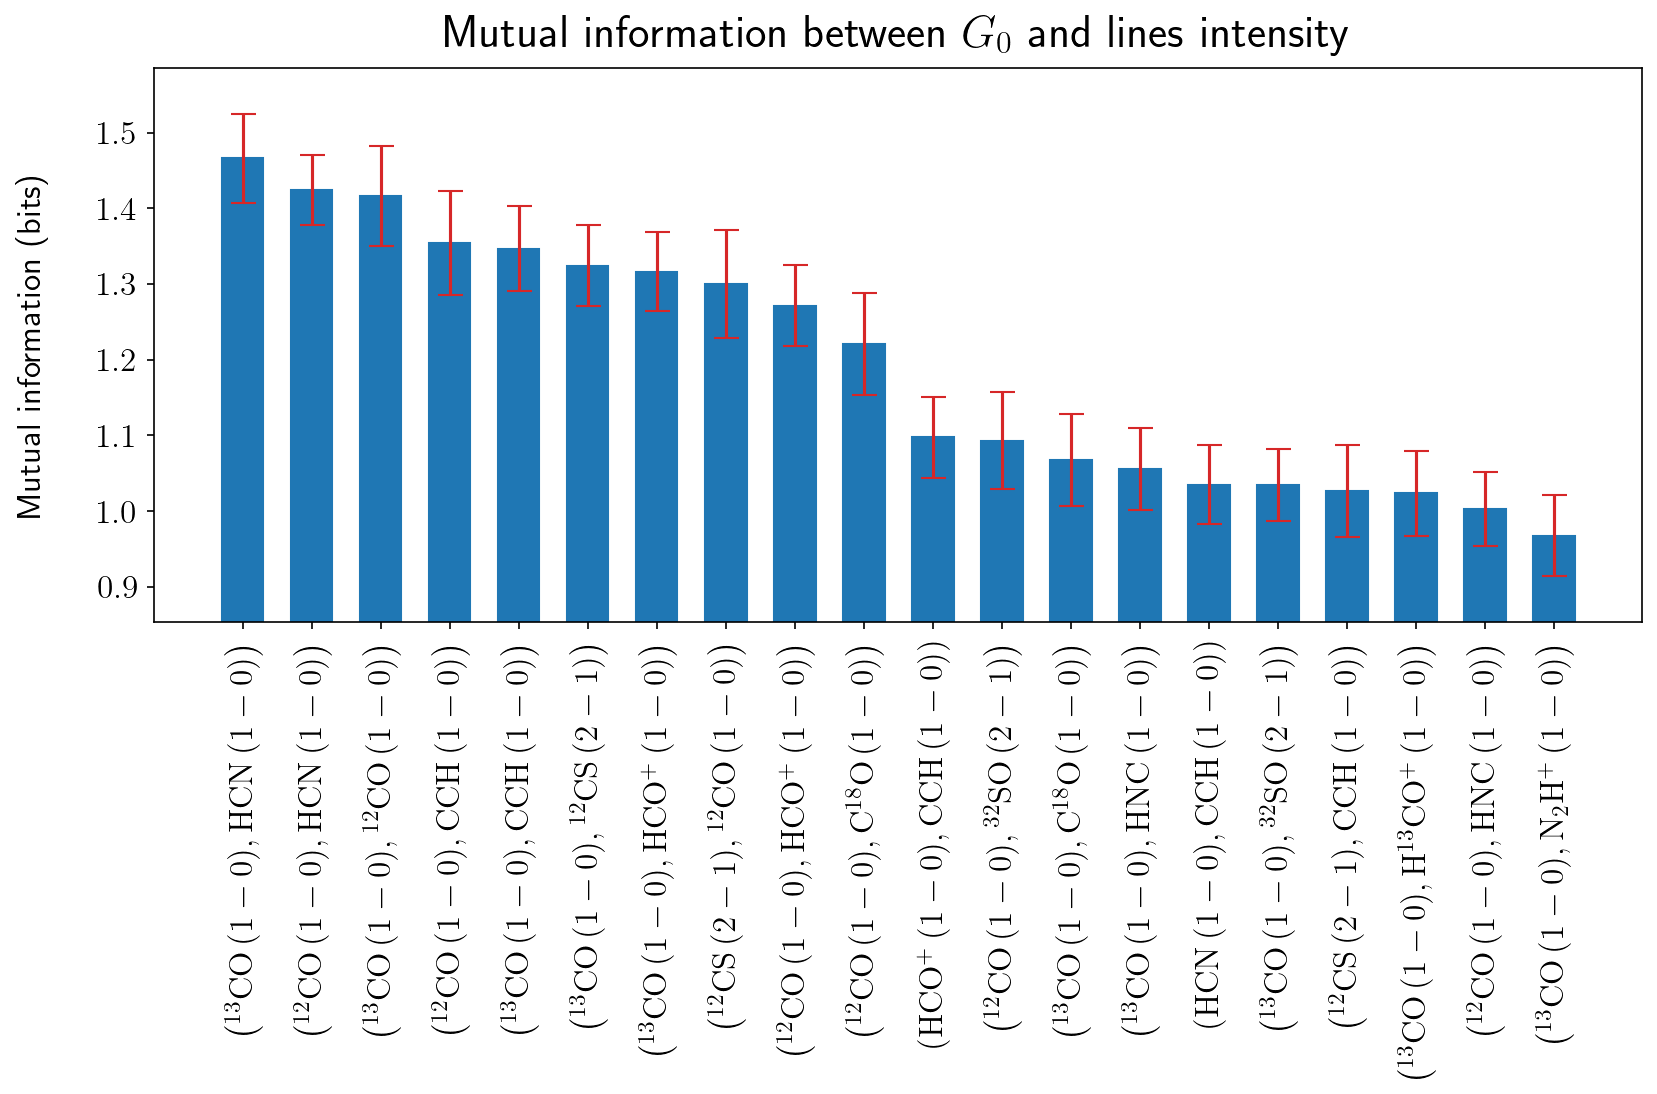 Mutual information between G₀ and lines intensity
Mutual information (bits)
1.5
1.4
1.3
1.2
1.1
1.0
0.9
(¹³CO (1 − 0), HCN (1 − 0))
(¹²CO (1 − 0), HCN (1 − 0))
(¹³CO (1 − 0), ¹²CO (1 − 0))
(¹²CO (1 − 0), CCH (1 − 0))
(¹³CO (1 − 0), CCH (1 − 0))
(¹³CO (1 − 0), ¹²CS (2 − 1))
(¹³CO (1 − 0), HCO⁺ (1 − 0))
(¹²CS (2 − 1), ¹²CO (1 − 0))
(¹²CO (1 − 0), HCO⁺ (1 − 0))
(¹²CO (1 − 0), C¹⁸O (1 − 0))
(HCO⁺ (1 − 0), CCH (1 − 0))
(¹²CO (1 − 0), ³²SO (2 − 1))
(¹³CO (1 − 0), C¹⁸O (1 − 0))
(¹³CO (1 − 0), HNC (1 − 0))
(HCN (1 − 0), CCH (1 − 0))
(¹³CO (1 − 0), ³²SO (2 − 1))
(¹²CS (2 − 1), CCH (1 − 0))
(¹³CO (1 − 0), H¹³CO⁺ (1 − 0))
(¹²CO (1 − 0), HNC (1 − 0))
(¹³CO (1 − 0), N₂H⁺ (1 − 0))